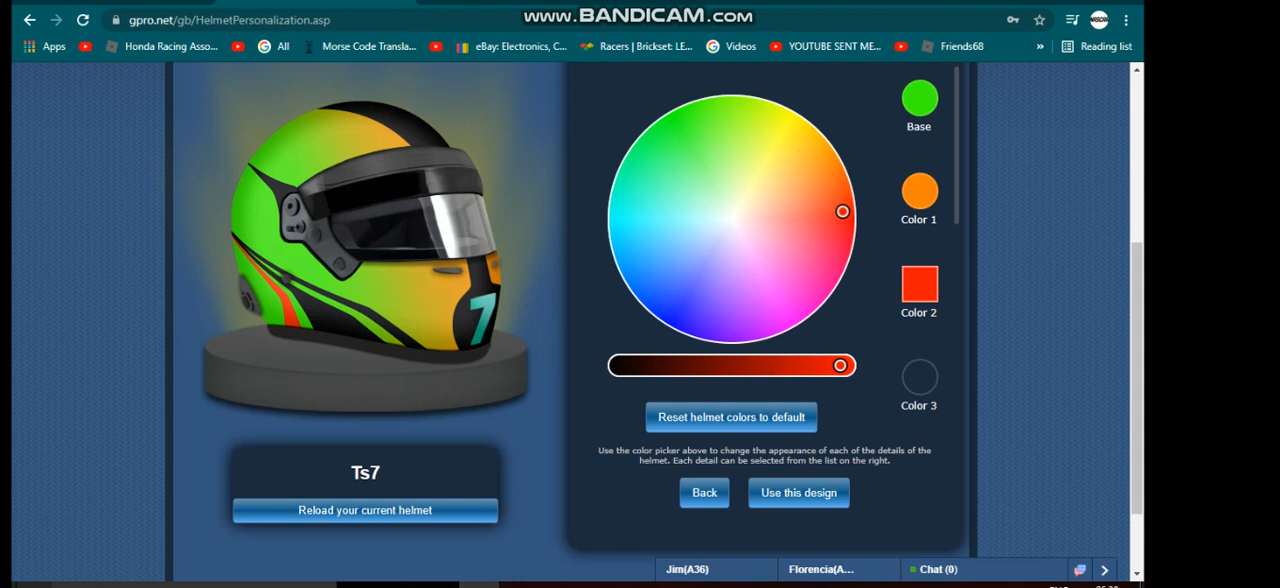 www.BANDICAM.com
gpro.net/gb/HelmetPersonalization.asp
Apps
Honda Racing Asso...
All
Morse Code Transla...
eBay: Electronics, C...
Racers | Brickset: LE...
Videos
YOUTUBE SENT ME...
Friends68
»
Reading list
Base
Color 1
Color 2
Color 3
7
Reset helmet colors to default
Use the color picker above to change the appearance of each of the details of the
helmet. Each detail can be selected from the list on the right.
Back
Use this design
Ts7
Reload your current helmet
Jim(A36)
Florencia(A...
Chat (0)